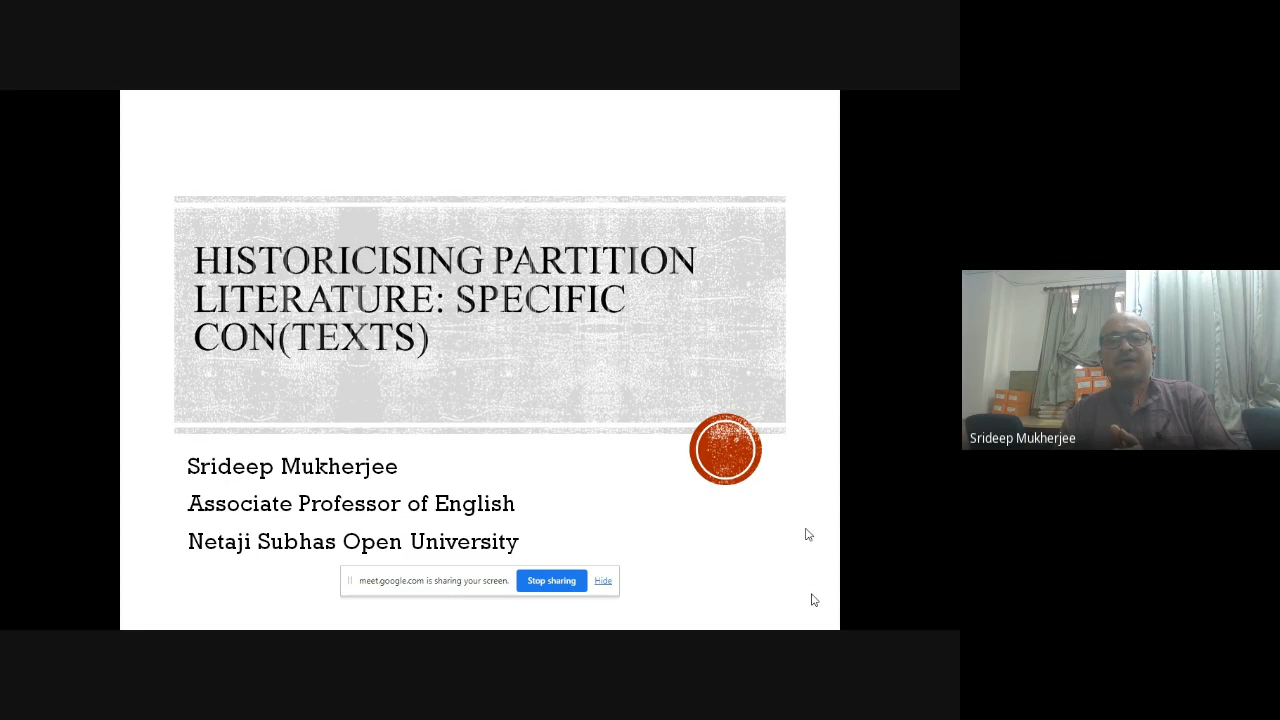 HISTORICISING PARTITION
LITERATURE: SPECIFIC
CON(TEXTS)
Srideep Mukherjee
Associate Professor of English
Netaji Subhas Open University
meet.google.com is sharing your screen. Stop sharing Hide
Srideep Mukherjee